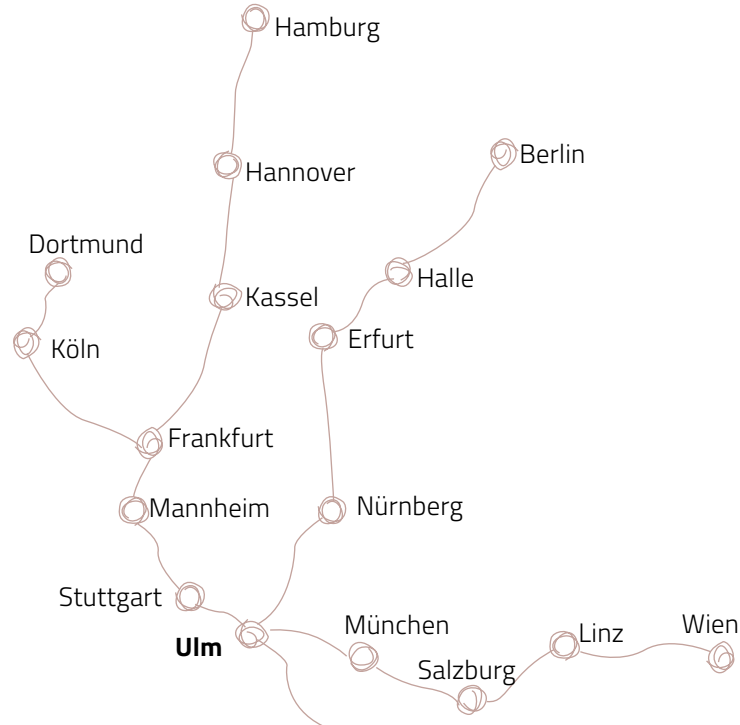 Hamburg
Berlin
Hannover
Dortmund
Halle
Kassel
Erfurt
Köln
Frankfurt
Mannheim
Nürnberg
Stuttgart
München
Linz
Wien
Ulm
Salzburg